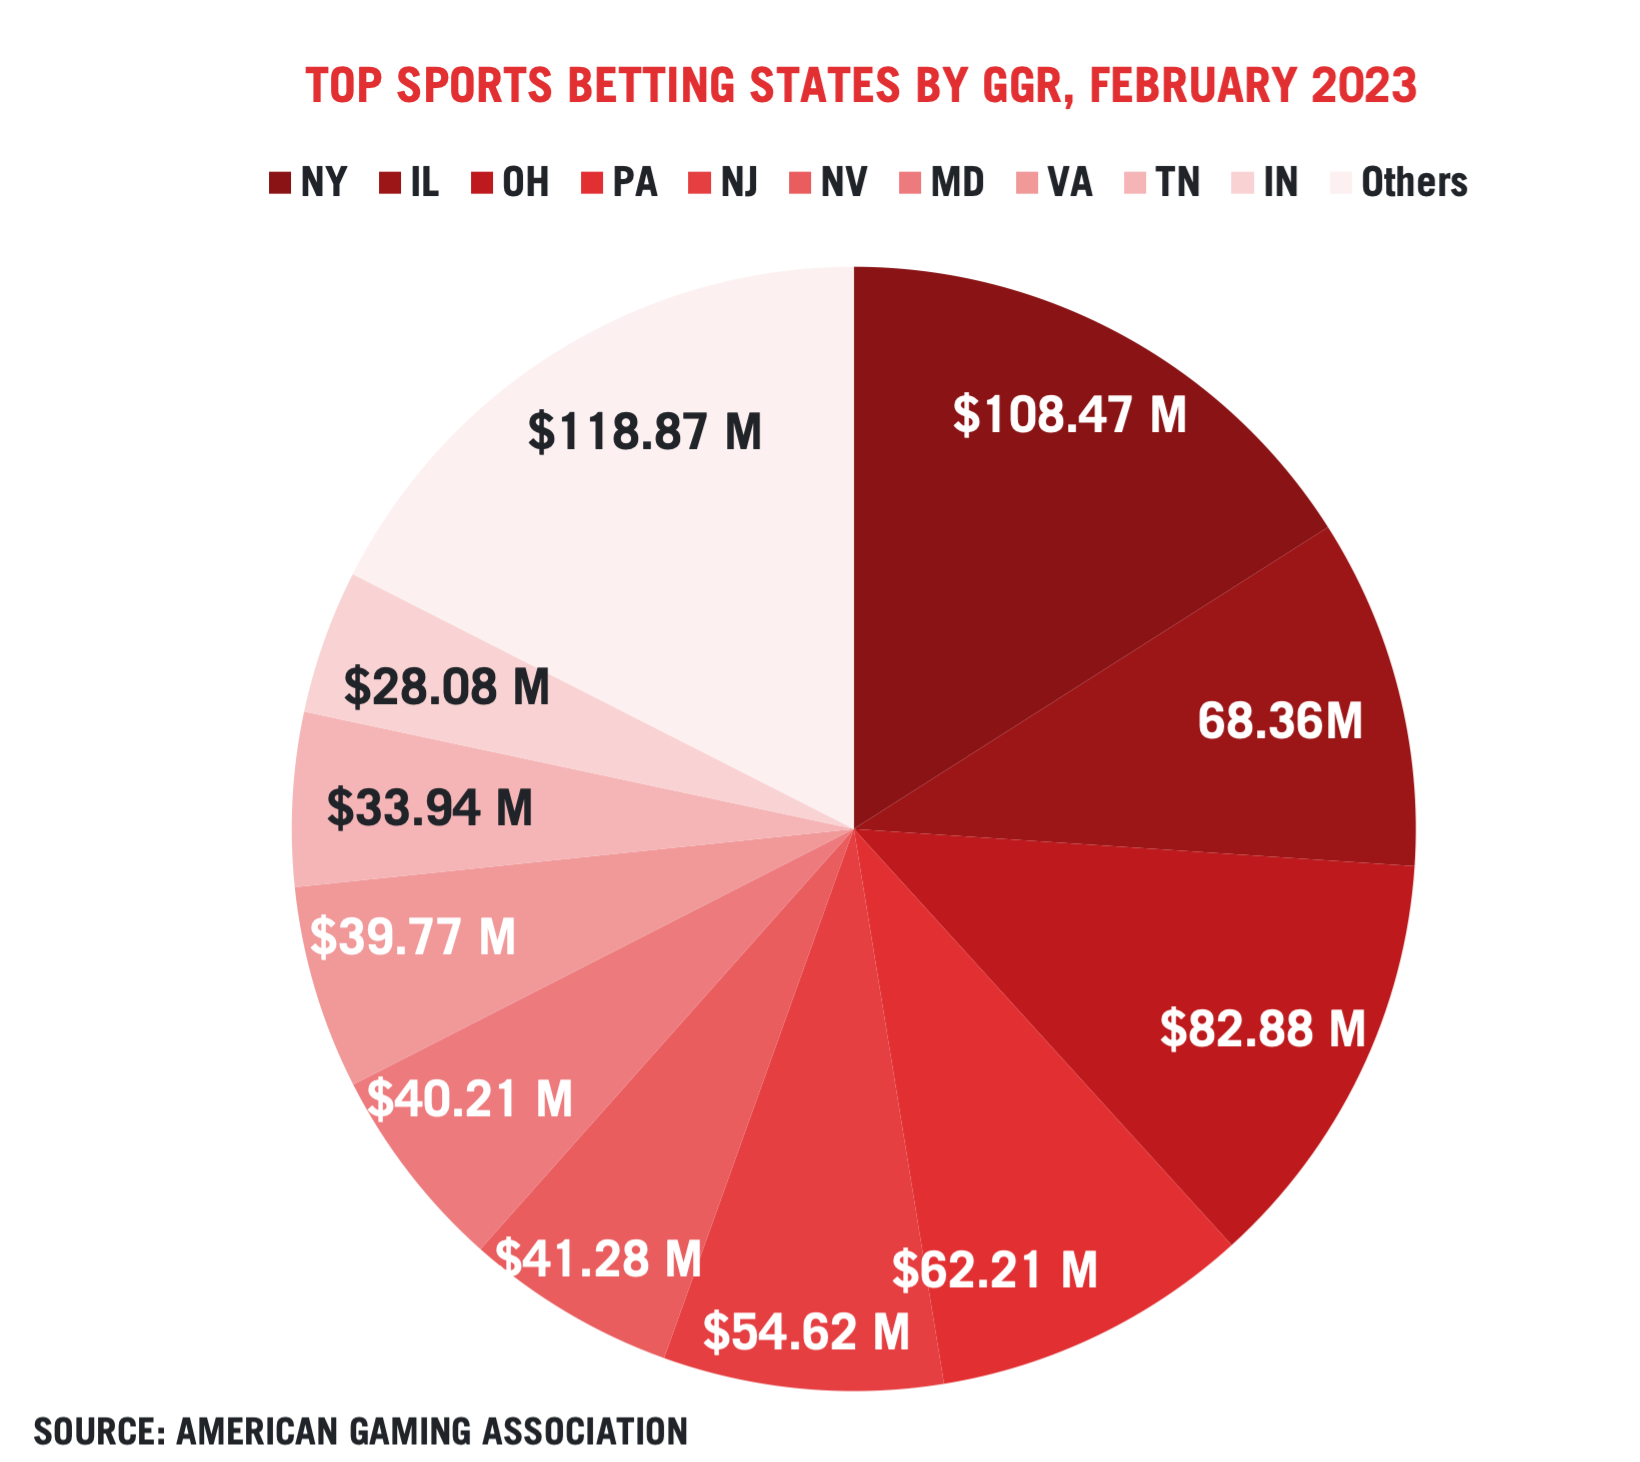 TOP SPORTS BETTING STATES BY GGR, FEBRUARY 2023
NY IL OH PA NJ NV MD VA TN IN Others
$108.47 M
68.36M
$82.88 M
$62.21 M
$54.62 M
$41.28 M
$40.21 M
$39.77 M
$33.94 M
$28.08 M
$118.87 M
SOURCE: AMERICAN GAMING ASSOCIATION